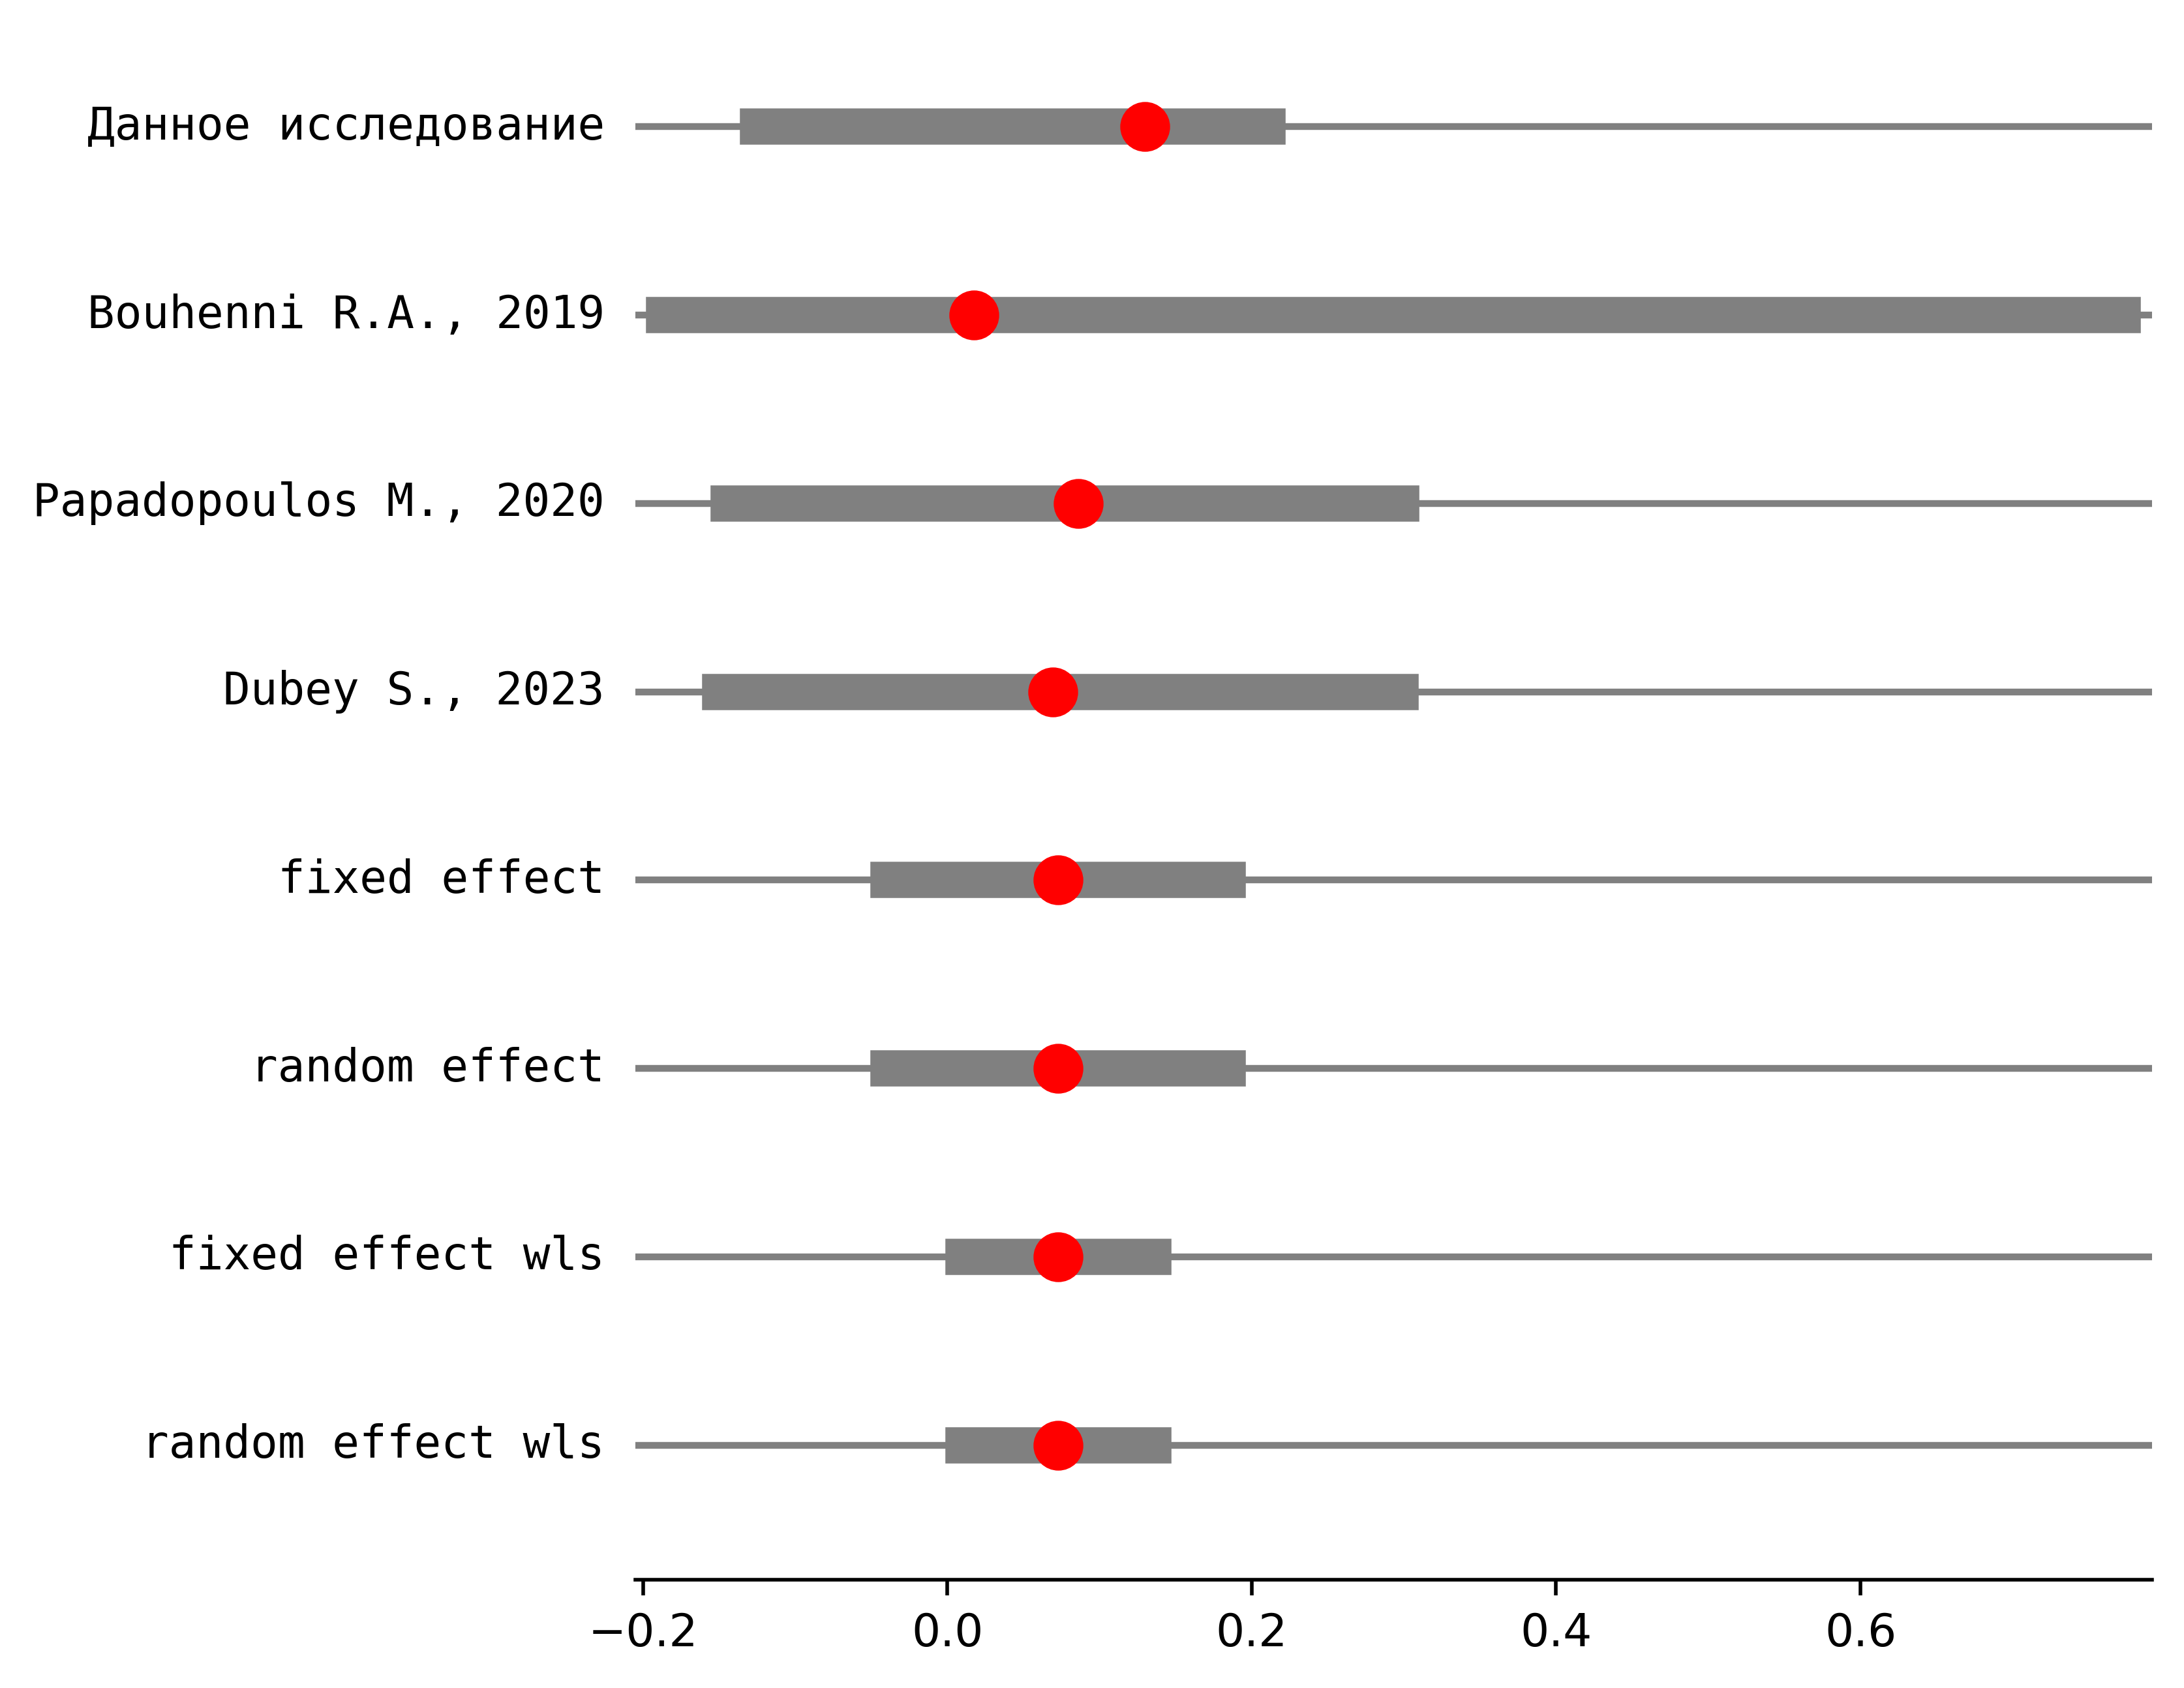 Данное исследование
Bouhenni R.A., 2019
Papadopoulos M., 2020
Dubey S., 2023
fixed effect
random effect
fixed effect wls
random effect wls
−0.2 0.0 0.2 0.4 0.6